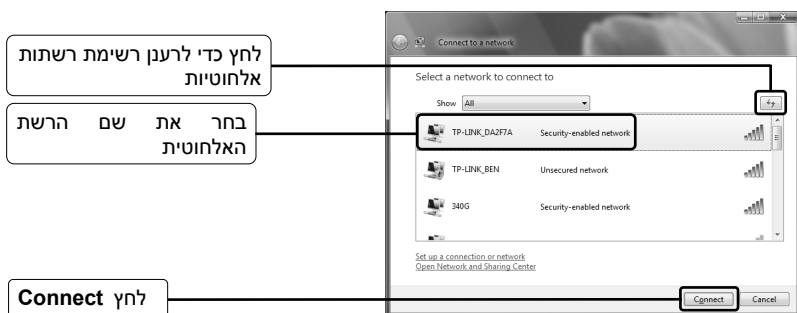 לחץ כדי לרענן רשימת רשתות
אלחוטיות
בחר את שם הרשת
האלחוטית
לחץ Connect
Connect to a network
Select a network to connect to
Show All
TP-LINK_DA2F7A Security-enabled network
TP-LINK_BEN Unsecured network
340G Security-enabled network
Set up a connection or network
Open Network and Sharing Center
Connect Cancel